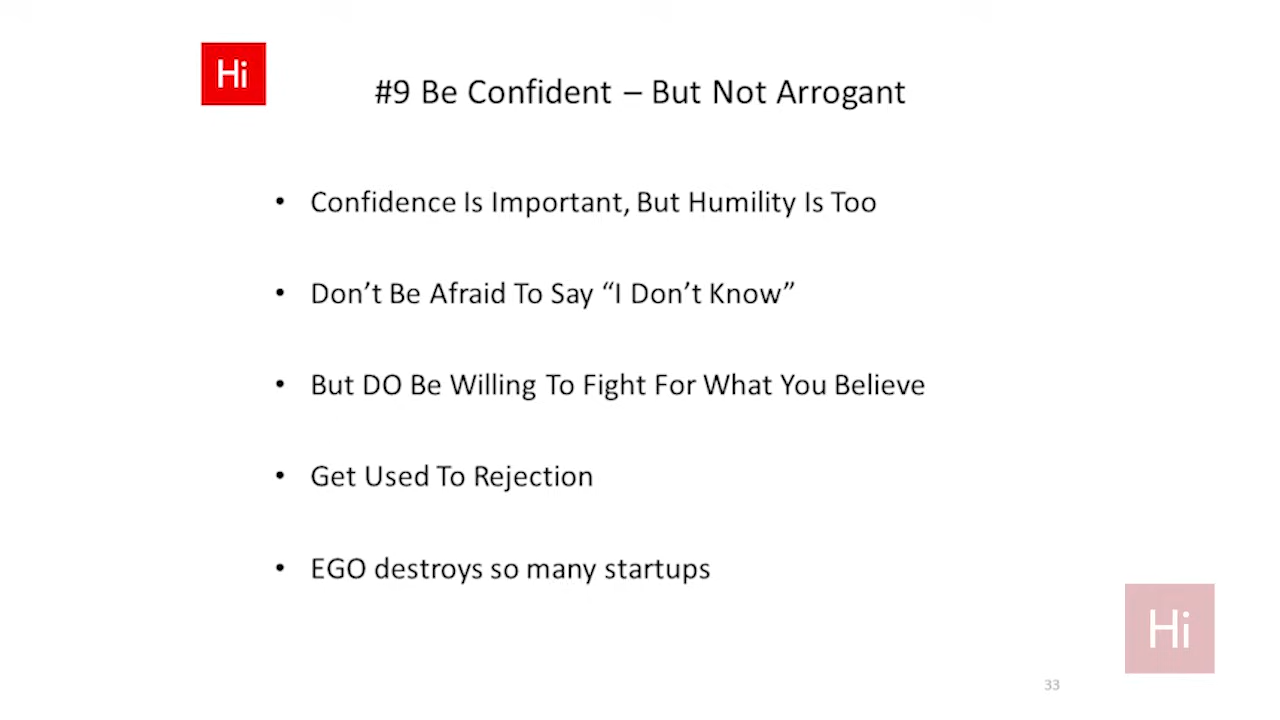 Hi
#9 Be Confident – But Not Arrogant
• Confidence Is Important, But Humility Is Too
• Don’t Be Afraid To Say “I Don’t Know”
• But DO Be Willing To Fight For What You Believe
• Get Used To Rejection
• EGO destroys so many startups
Hi
33